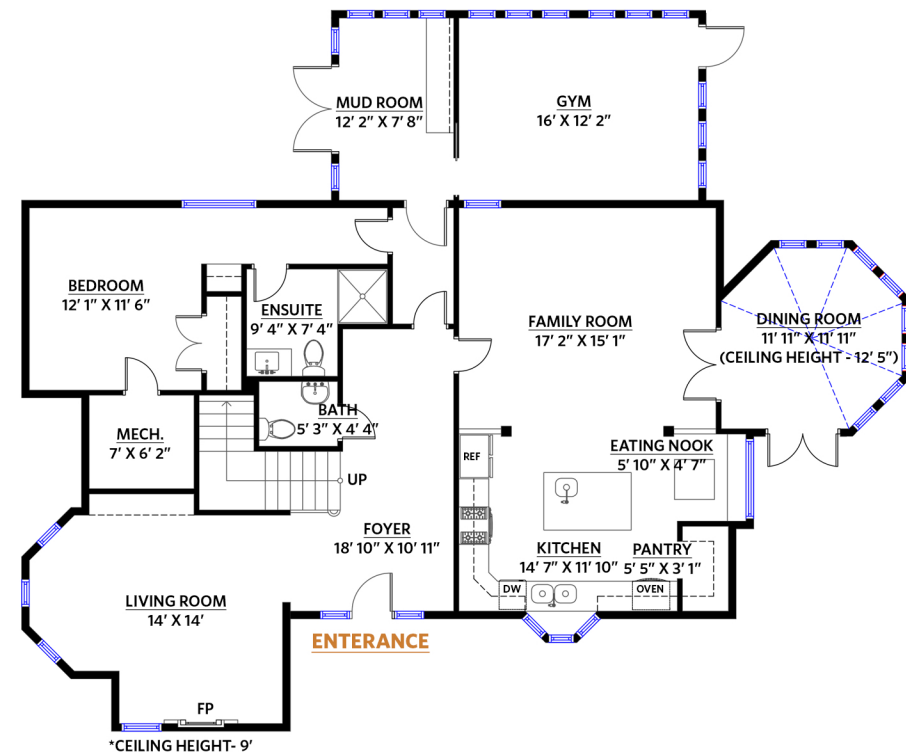 MUD ROOM
12' 2" X 7' 8"
GYM
16' X 12' 2"
BEDROOM
12' 1" X 11' 6"
ENSUITE
9' 4" X 7' 4"
FAMILY ROOM
17' 2" X 15' 1"
DINING ROOM
11' 11" X 11' 11"
(CEILING HEIGHT - 12' 5")
BATH
5' 3" X 4' 4"
MECH.
7' X 6' 2"
UP
REF
EATING NOOK
5' 10" X 4' 7"
FOYER
18' 10" X 10' 11"
KITCHEN
14' 7" X 11' 10"
PANTRY
5' 5" X 3' 1"
DW
OVEN
LIVING ROOM
14' X 14'
ENTERANCE
FP
*CEILING HEIGHT- 9'